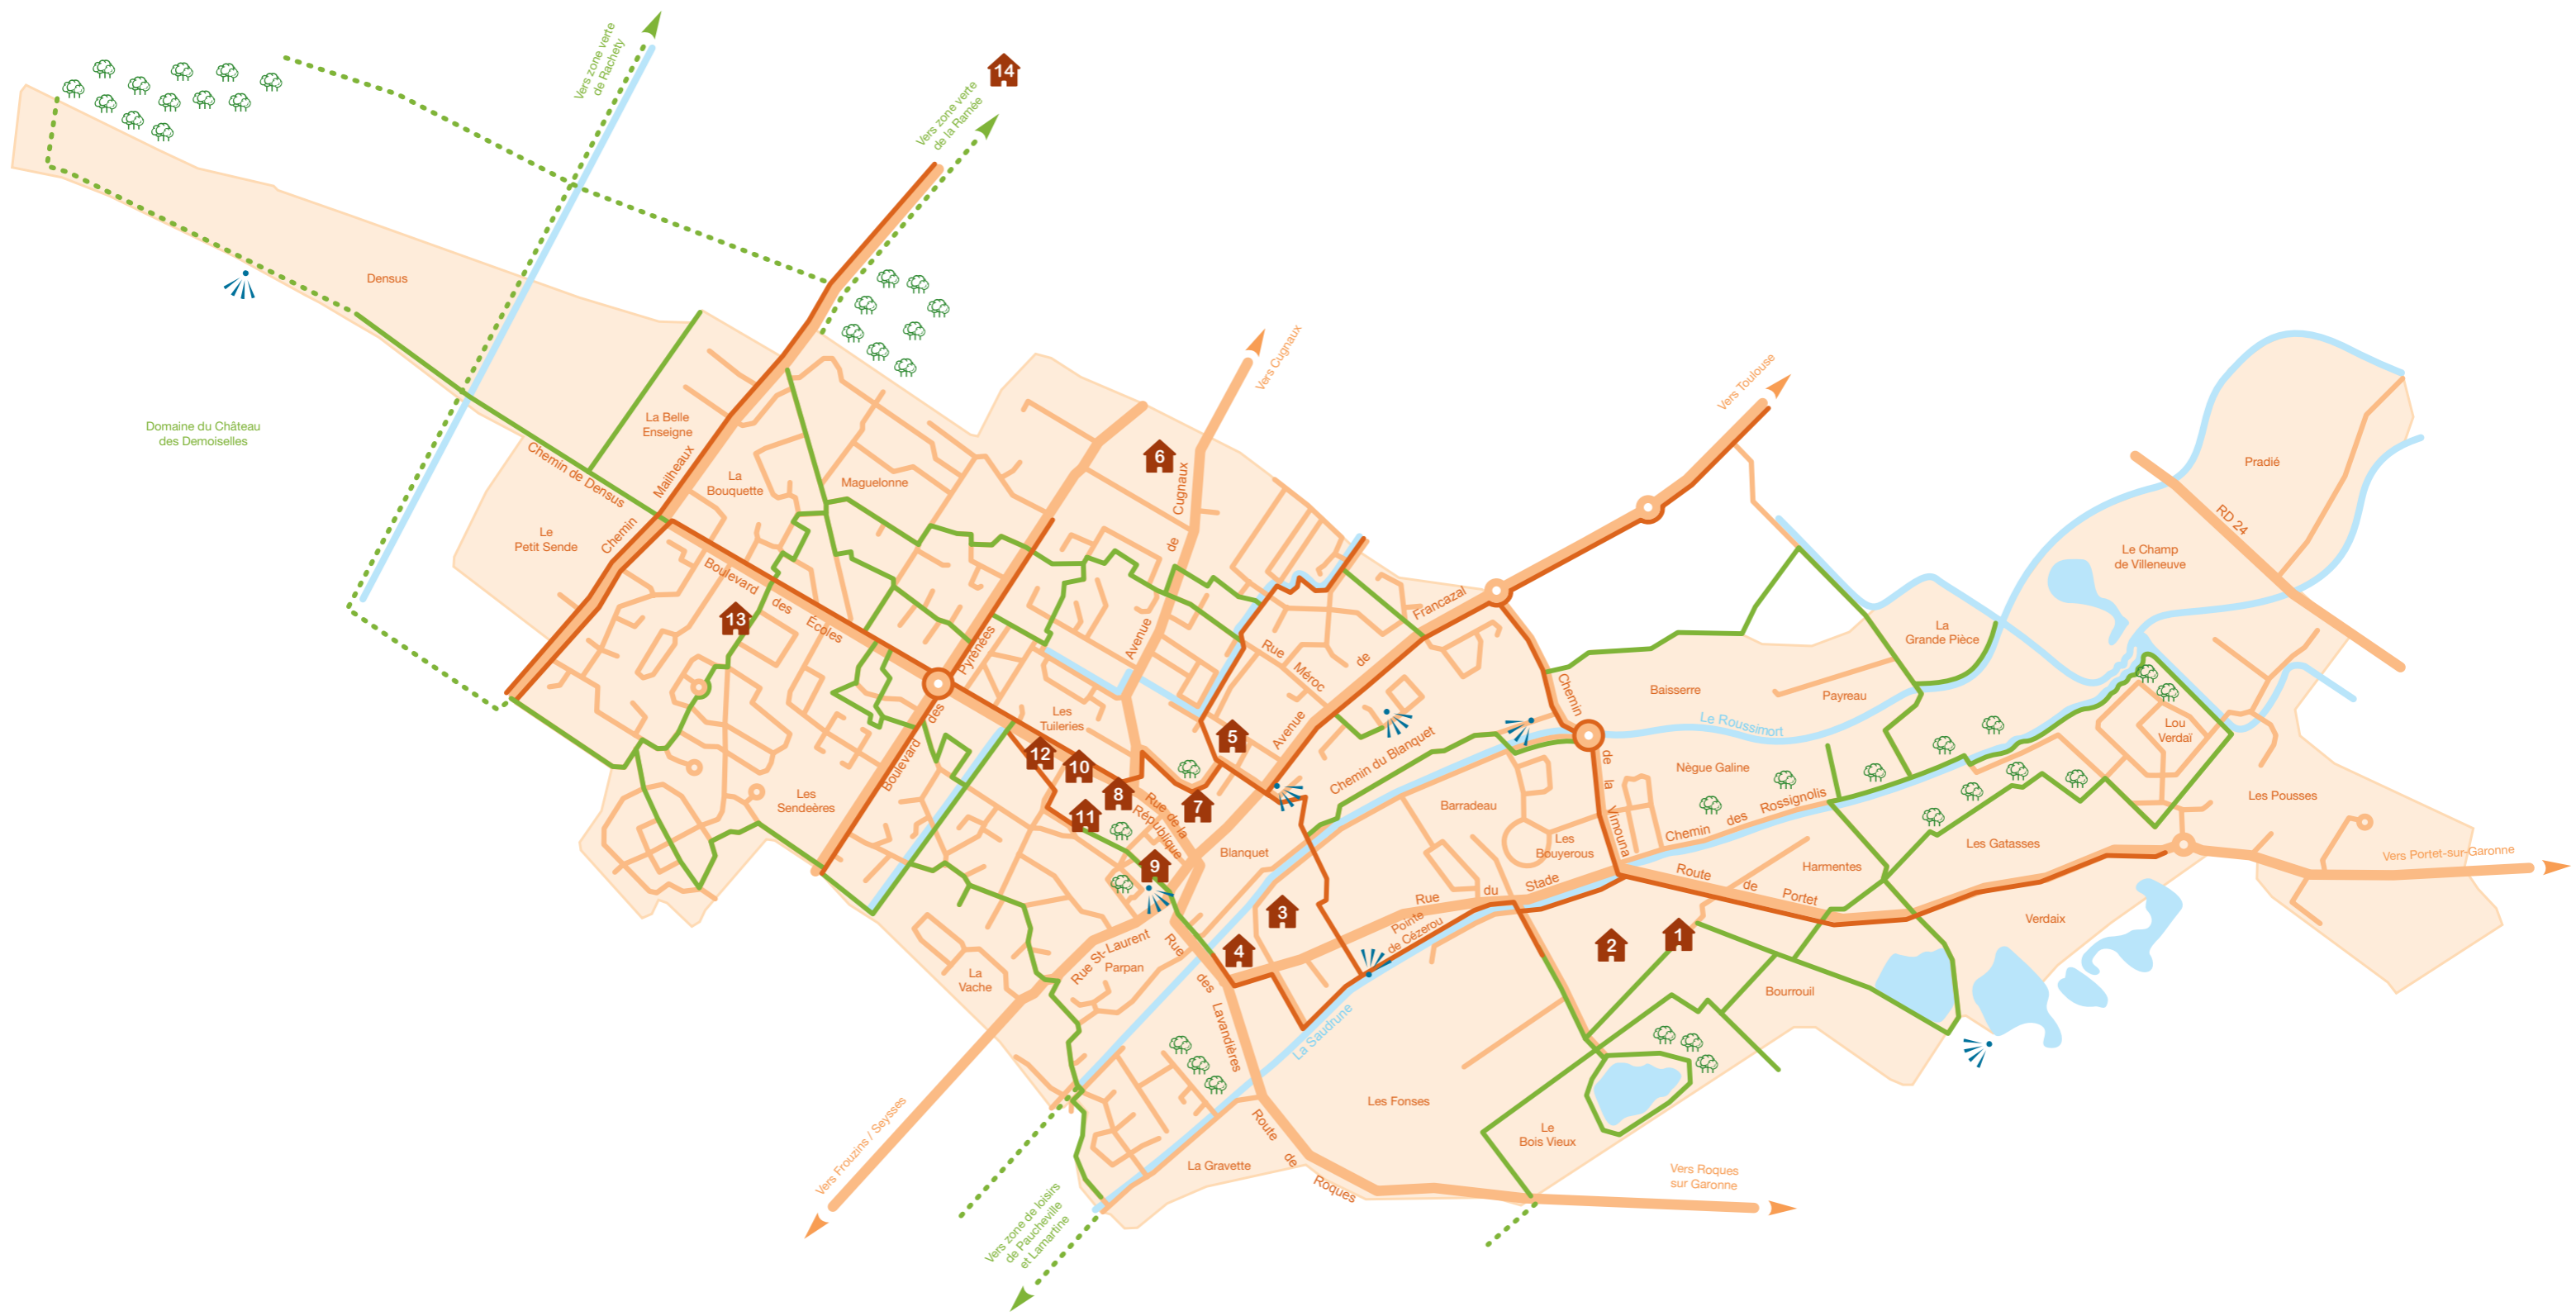 Vers zone verte
de Rachety
Vers zone verte
de la Ramée
14
Densus
Domaine du Château
des Demoiselles
Vers Cugnaux
Vers Toulouse
La Belle
Enseigne
Chemin de Densus
Chemin
Mailheaux
La
Bouquette
Maguelonne
6
Avenue
de
Cugnaux
Le
Petit Sende
Boulevard
des
Écoles
13
Boulevard
des
Pyrénées
Les
Sendeères
Les
Tuileries
12
10
8
11
7
5
9
Rue de la
République
Rue
Méroc
Avenue
de
Francazal
Chemin du Blanquet
Blanquet
Chemin
de
la
Vimouna
Baisserre
Payreau
La
Grande Pièce
Le Roussimort
Pradié
RD 24
Le Champ
de Villeneuve
Lou
Verdaï
Les Pousses
Nègue Galine
Chemin
des
Rossignolis
Barradeau
Les
Bouyerous
Harmentes
Les Gatasses
Vers Portet-sur-Garonne
Route
de
Portet
Verdaix
Rue
du
Stade
Pointe
de Cézerou
3
4
2
1
Bourrouil
La Saudrune
Rue St-Laurent
Parpan
La
Vache
Rue
des
Lavandières
Les Fonses
Le
Bois Vieux
La Gravette
Route
de
Roques
Vers Roques
sur Garonne
Vers Frouzins / Seysses
Vers zone de loisirs
de Paucheville
et Lamartine